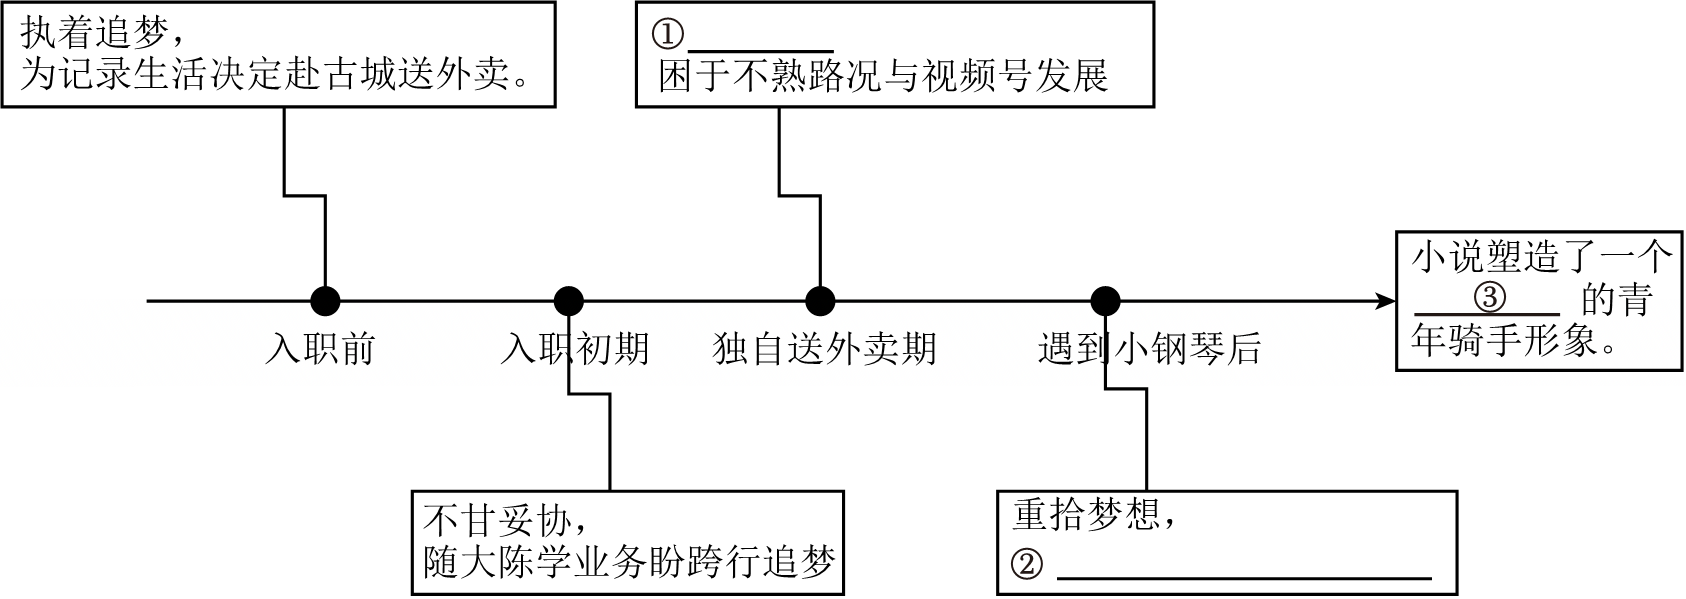 执着追梦，
为记录生活决定赴古城送外卖。
①
困于不熟路况与视频号发展
入职前
入职初期
独自送外卖期
遇到小钢琴后
小说塑造了一个
③ 的青
年骑手形象。
不甘妥协，
随大陈学业务盼跨行追梦
重拾梦想，
②